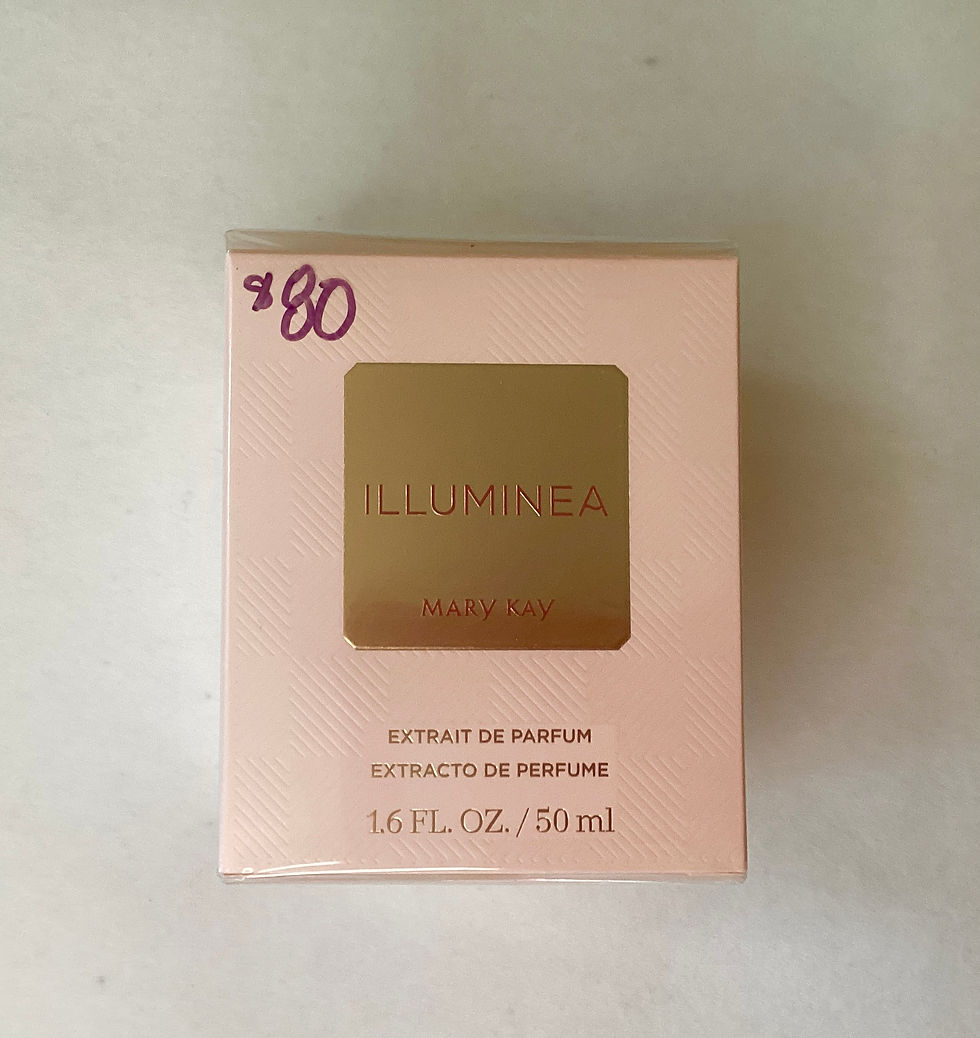 $80
ILLUMINEA
MARY KAY
EXTRAIT DE PARFUM
EXTRACTO DE PERFUME
1.6 FL. OZ. / 50 ml